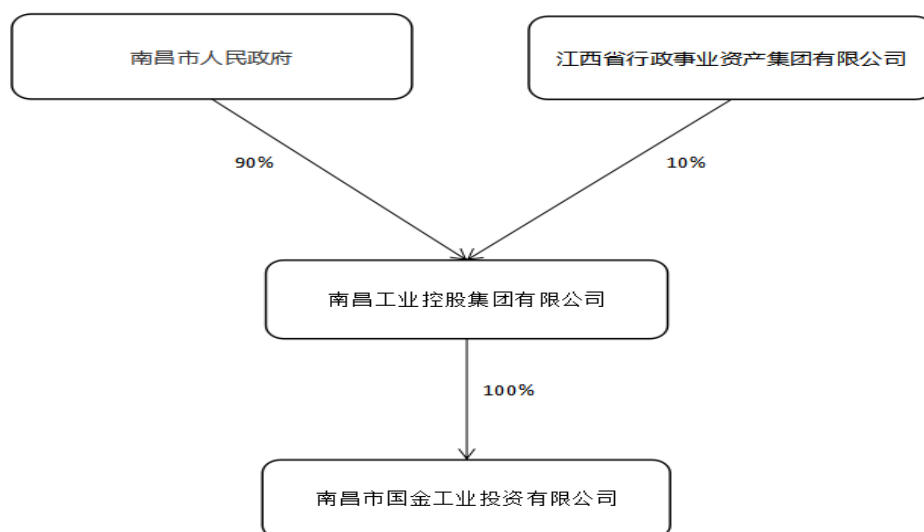 南昌市人民政府
江西省行政事业资产集团有限公司
90%
10%
南昌工业控股集团有限公司
100%
南昌市国金工业投资有限公司